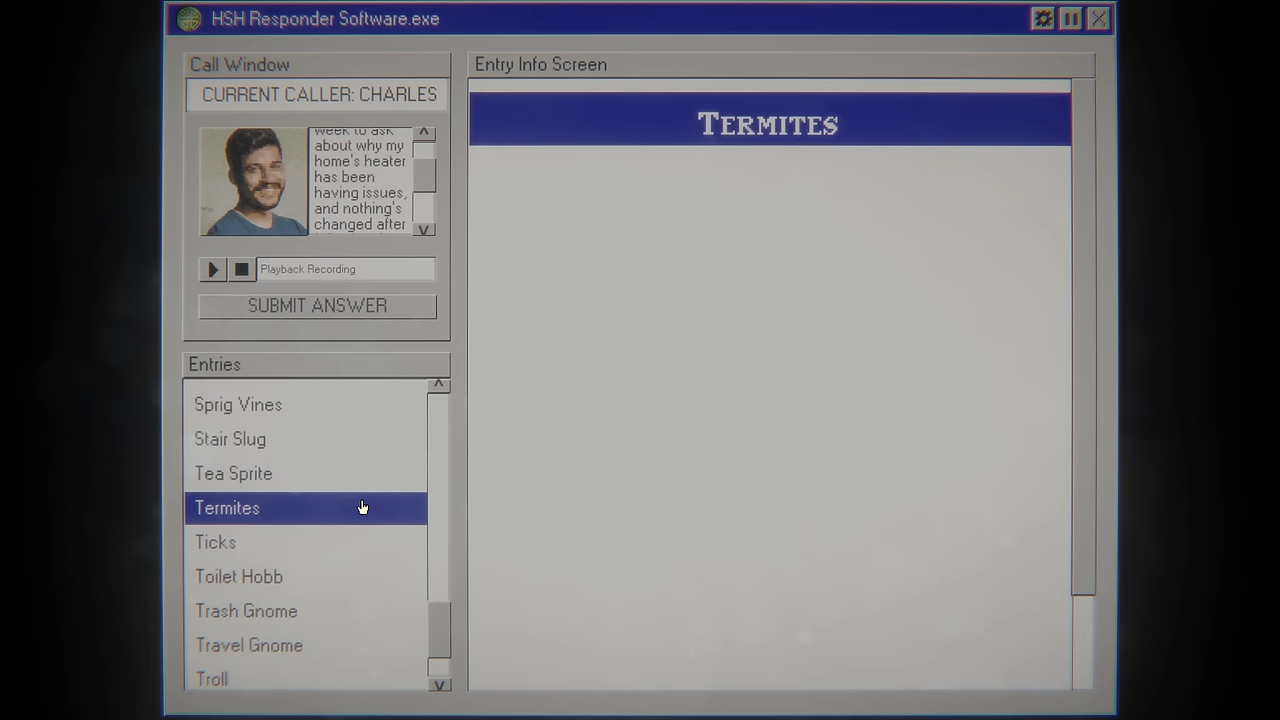 HSH Responder Software.exe
Call Window
CURRENT CALLER: CHARLES
week to ask
about why my
home's heater
has been
having issues,
and nothing's
changed after
Playback Recording
SUBMIT ANSWER
Entries
Sprig Vines
Stair Slug
Tea Sprite
Termites
Ticks
Toilet Hobb
Trash Gnome
Travel Gnome
Troll
Entry Info Screen
TERMITES